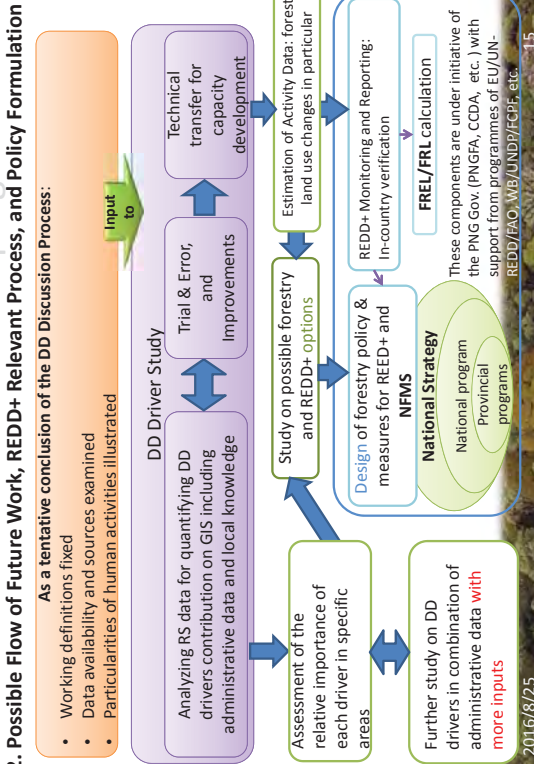 2. Possible Flow of Future Work, REDD+ Relevant Process, and Policy Formulation
As a tentative conclusion of the DD Discussion Process:
• Working definitions fixed
• Data availability and sources examined
• Particularities of human activities illustrated
Input
to
DD Driver Study
Analyzing RS data for quantifying DD
drivers contribution on GIS including
administrative data and local knowledge
Trial & Error,
and
Improvements
Technical
transfer for
capacity
development
Assessment of the
relative importance of
each driver in specific
areas
Study on possible forestry
and REDD+ options
Estimation of Activity Data: forest
land use changes in particular
Further study on DD
drivers in combination of
administrative data with
more inputs
Design of forestry policy &
measures for REED+ and
NFMS
REDD+ Monitoring and Reporting:
In-country verification
FREL/FRL calculation
National Strategy
National program
Provincial
programs
These components are under initiative of
the PNG Gov. (PNGFA, CCDA, etc. ) with
support from programmes of EU/UN-
REDD/FAO, WB/UNDP/FCPF, etc.
2016/8/25
15